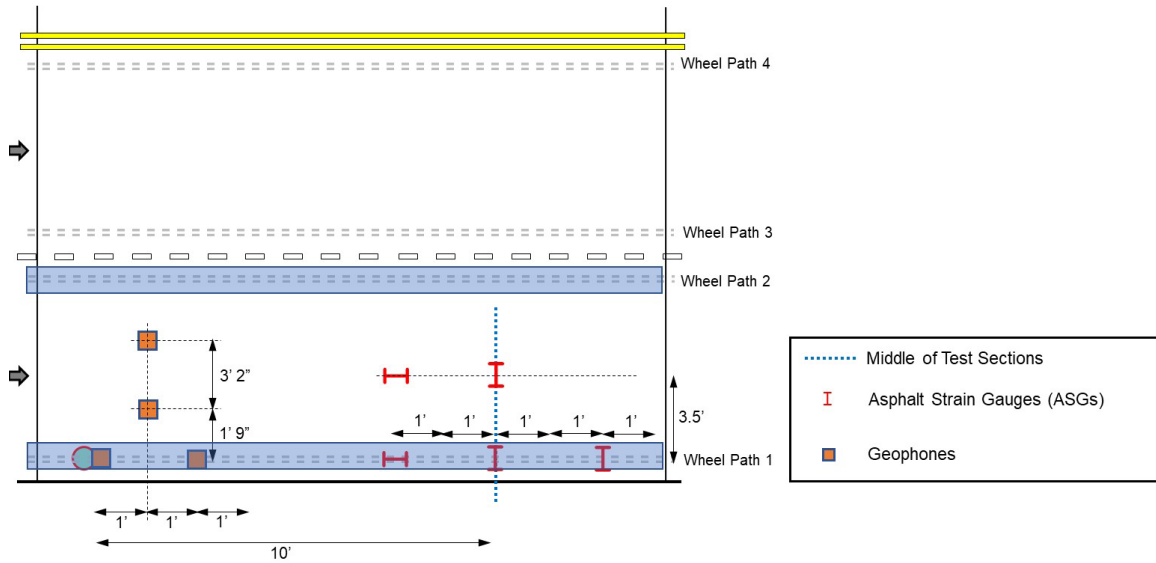 Wheel Path 4
Wheel Path 3
Wheel Path 2
3’ 2”
1’ 9”
1’ 1’ 1’ 1’ 1’
3.5’
Wheel Path 1
1’ 1’ 1’
10’
Middle of Test Sections
Asphalt Strain Gauges (ASGs)
Geophones